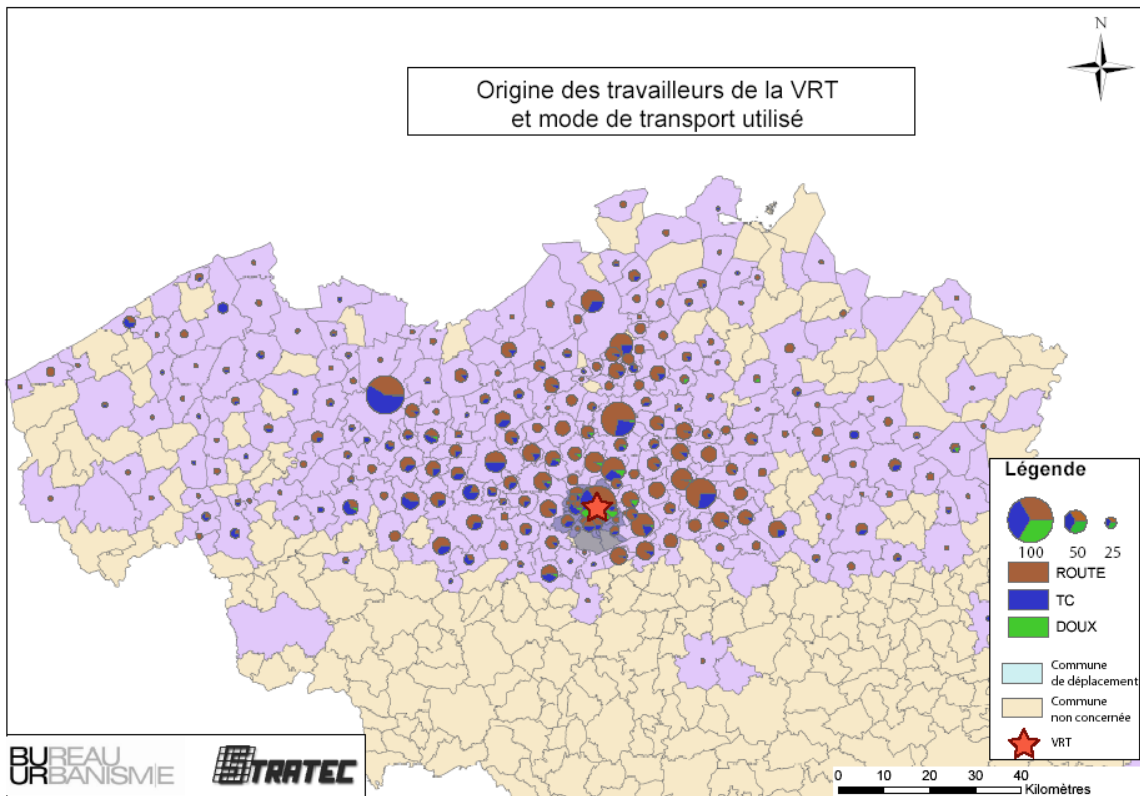 N
Origine des travailleurs de la VRT
et mode de transport utilisé
Légende
100 50 25
ROUTE
TC
DOUX
Commune
de déplacement
Commune
non concernée
VRT
BUREAU
URBANISME
STRATEC
0 10 20 30 40
Kilomètres